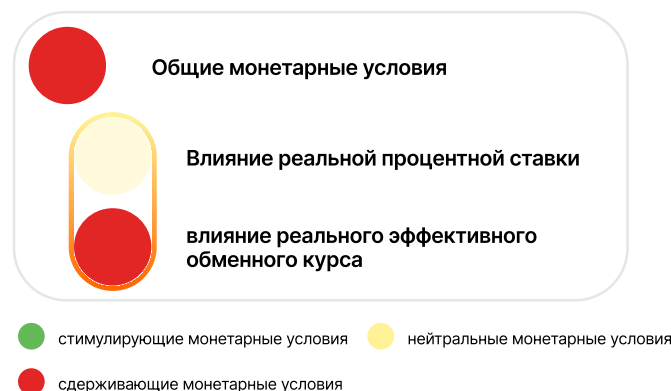 Общие монетарные условия
Влияние реальной процентной ставки
влияние реального эффективного
обменного курса
стимулирующие монетарные условия
нейтральные монетарные условия
сдерживающие монетарные условия